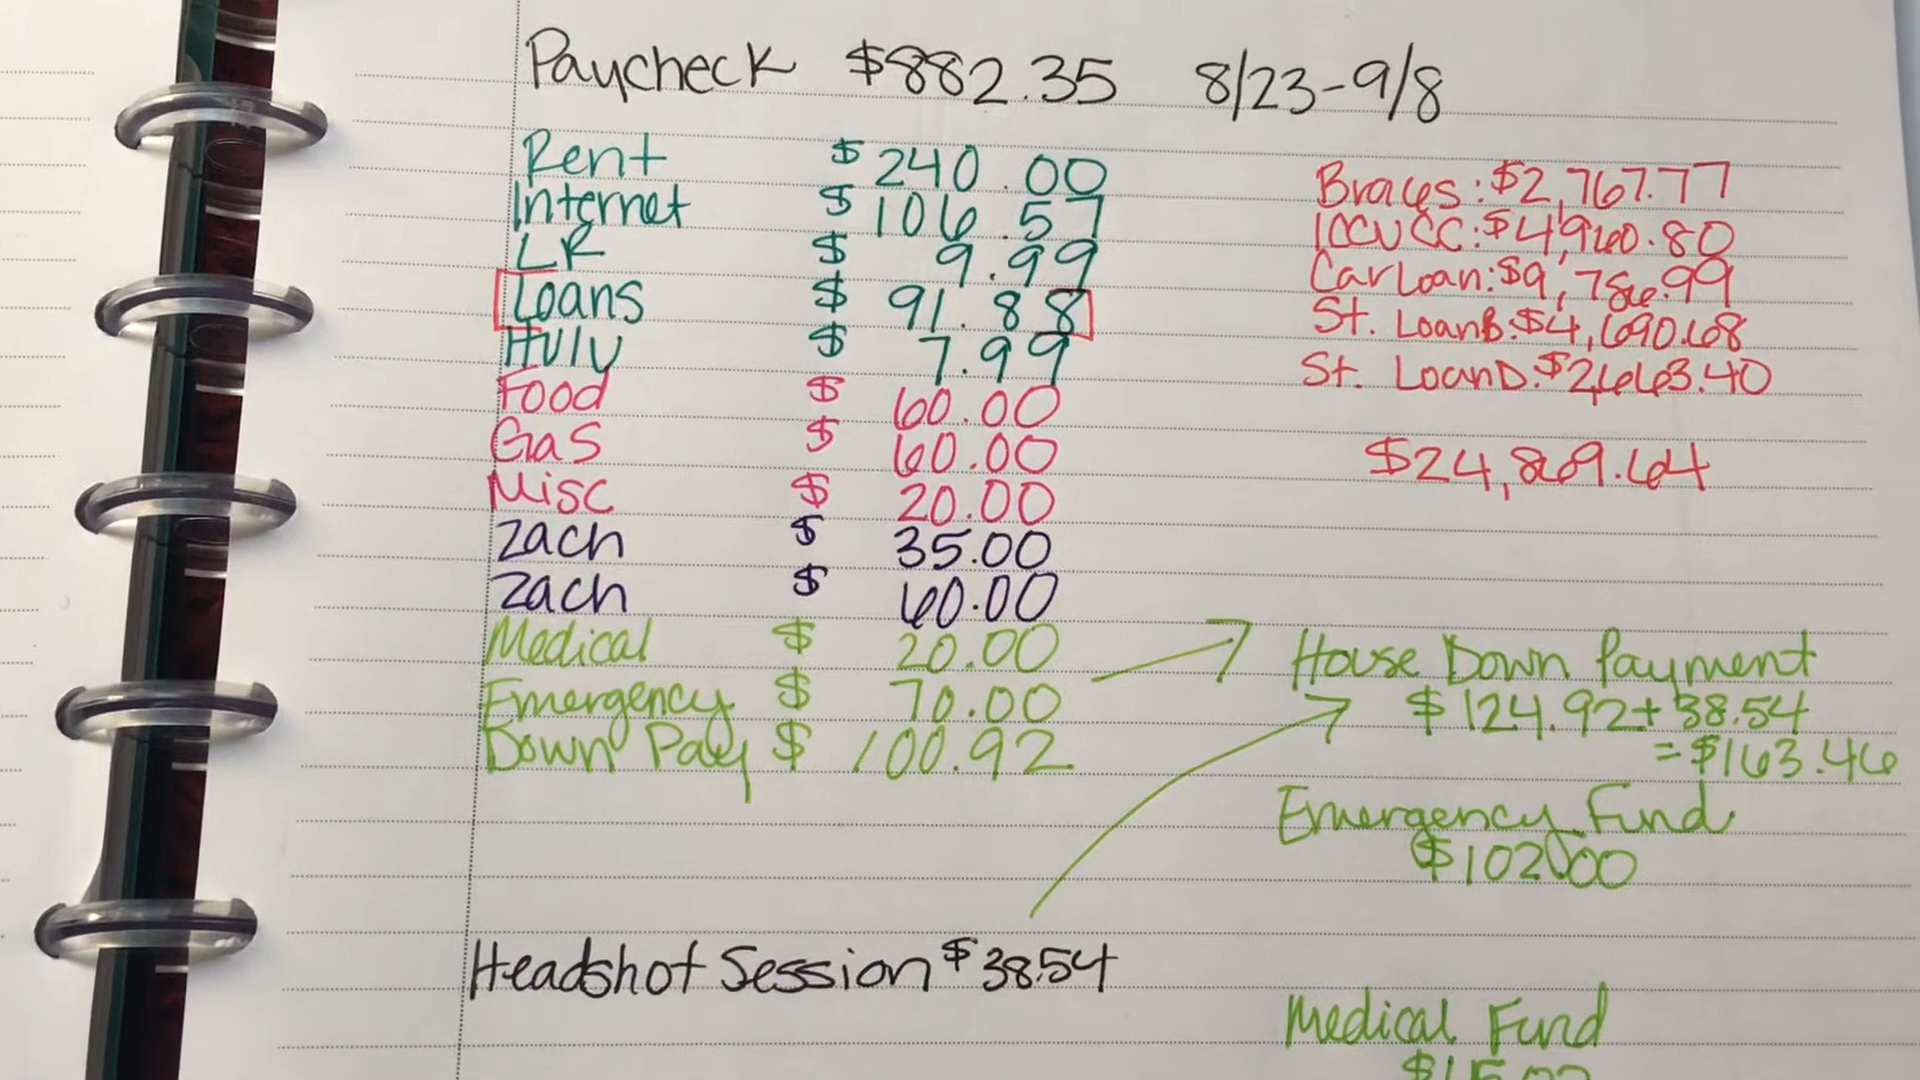 Paycheck $882.35 8/23-9/8
Rent $240.00
Internet $106.57
LR $9.99
Loans $91.88
Hulu $7.99
Food $60.00
Gas $60.00
Misc $20.00
Zach $35.00
Zach $60.00
Medical $20.00
Emergency $70.00
Down Pay $100.92
Headshot Session $38.54
Braces: $2,767.77
ICCU CC: $4,960.80
Car Loan: $9,786.99
St. Loan B: $4,690.68
St. Loan D: $2,663.40
$24,869.64
House Down Payment
$124.92+38.54
=$163.46
Emergency Fund
$102.00
Medical Fund